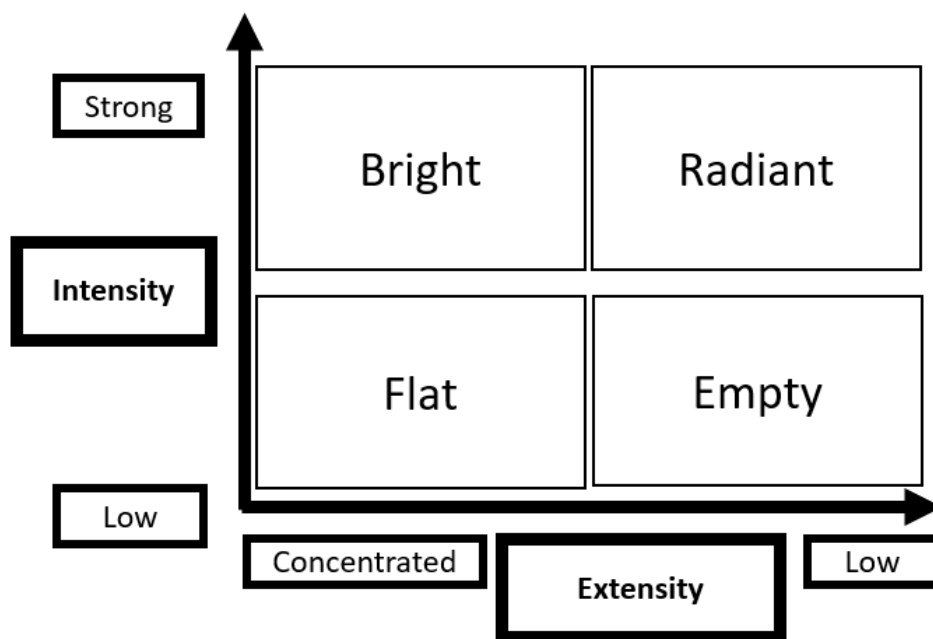 Strong
Bright
Radiant
Intensity
Flat
Empty
Low
Concentrated
Extensity
Low